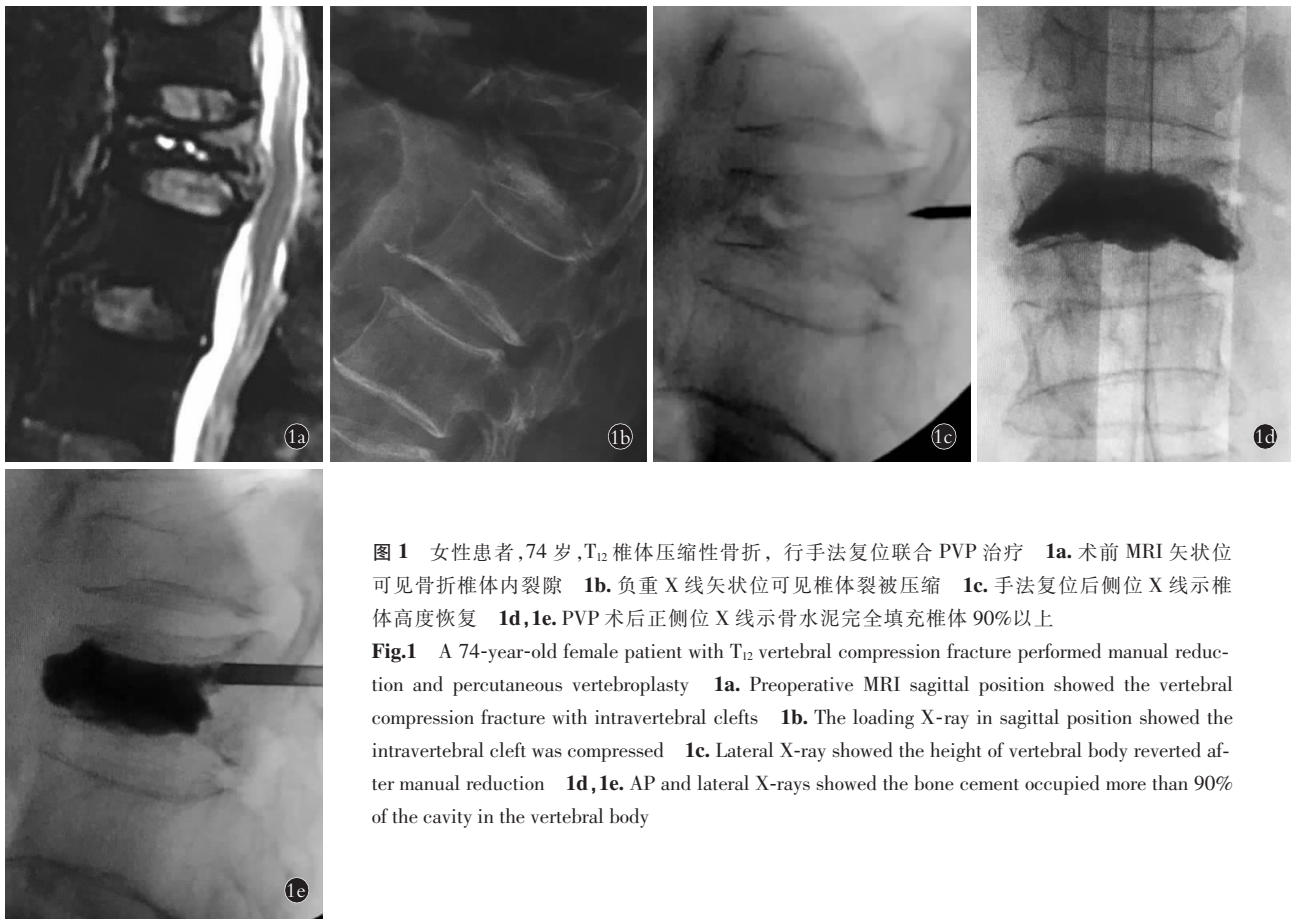 1a
1b
1c
1d
1e
图 1 女性患者,74 岁,T12 椎体压缩性骨折,行手法复位联合 PVP 治疗 1a. 术前 MRI 矢状位
可见骨折椎体内裂隙 1b. 负重 X 线矢状位可见椎体裂被压缩 1c. 手法复位后侧位 X 线示椎
体高度恢复 1d,1e. PVP 术后正侧位 X 线示骨水泥完全填充椎体 90%以上
Fig.1 A 74-year-old female patient with T12 vertebral compression fracture performed manual reduc-
tion and percutaneous vertebroplasty 1a. Preoperative MRI sagittal position showed the vertebral
compression fracture with intravertebral clefts 1b. The loading X-ray in sagittal position showed the
intravertebral cleft was compressed 1c. Lateral X-ray showed the height of vertebral body reverted af-
ter manual reduction 1d,1e. AP and lateral X-rays showed the bone cement occupied more than 90%
of the cavity in the vertebral body